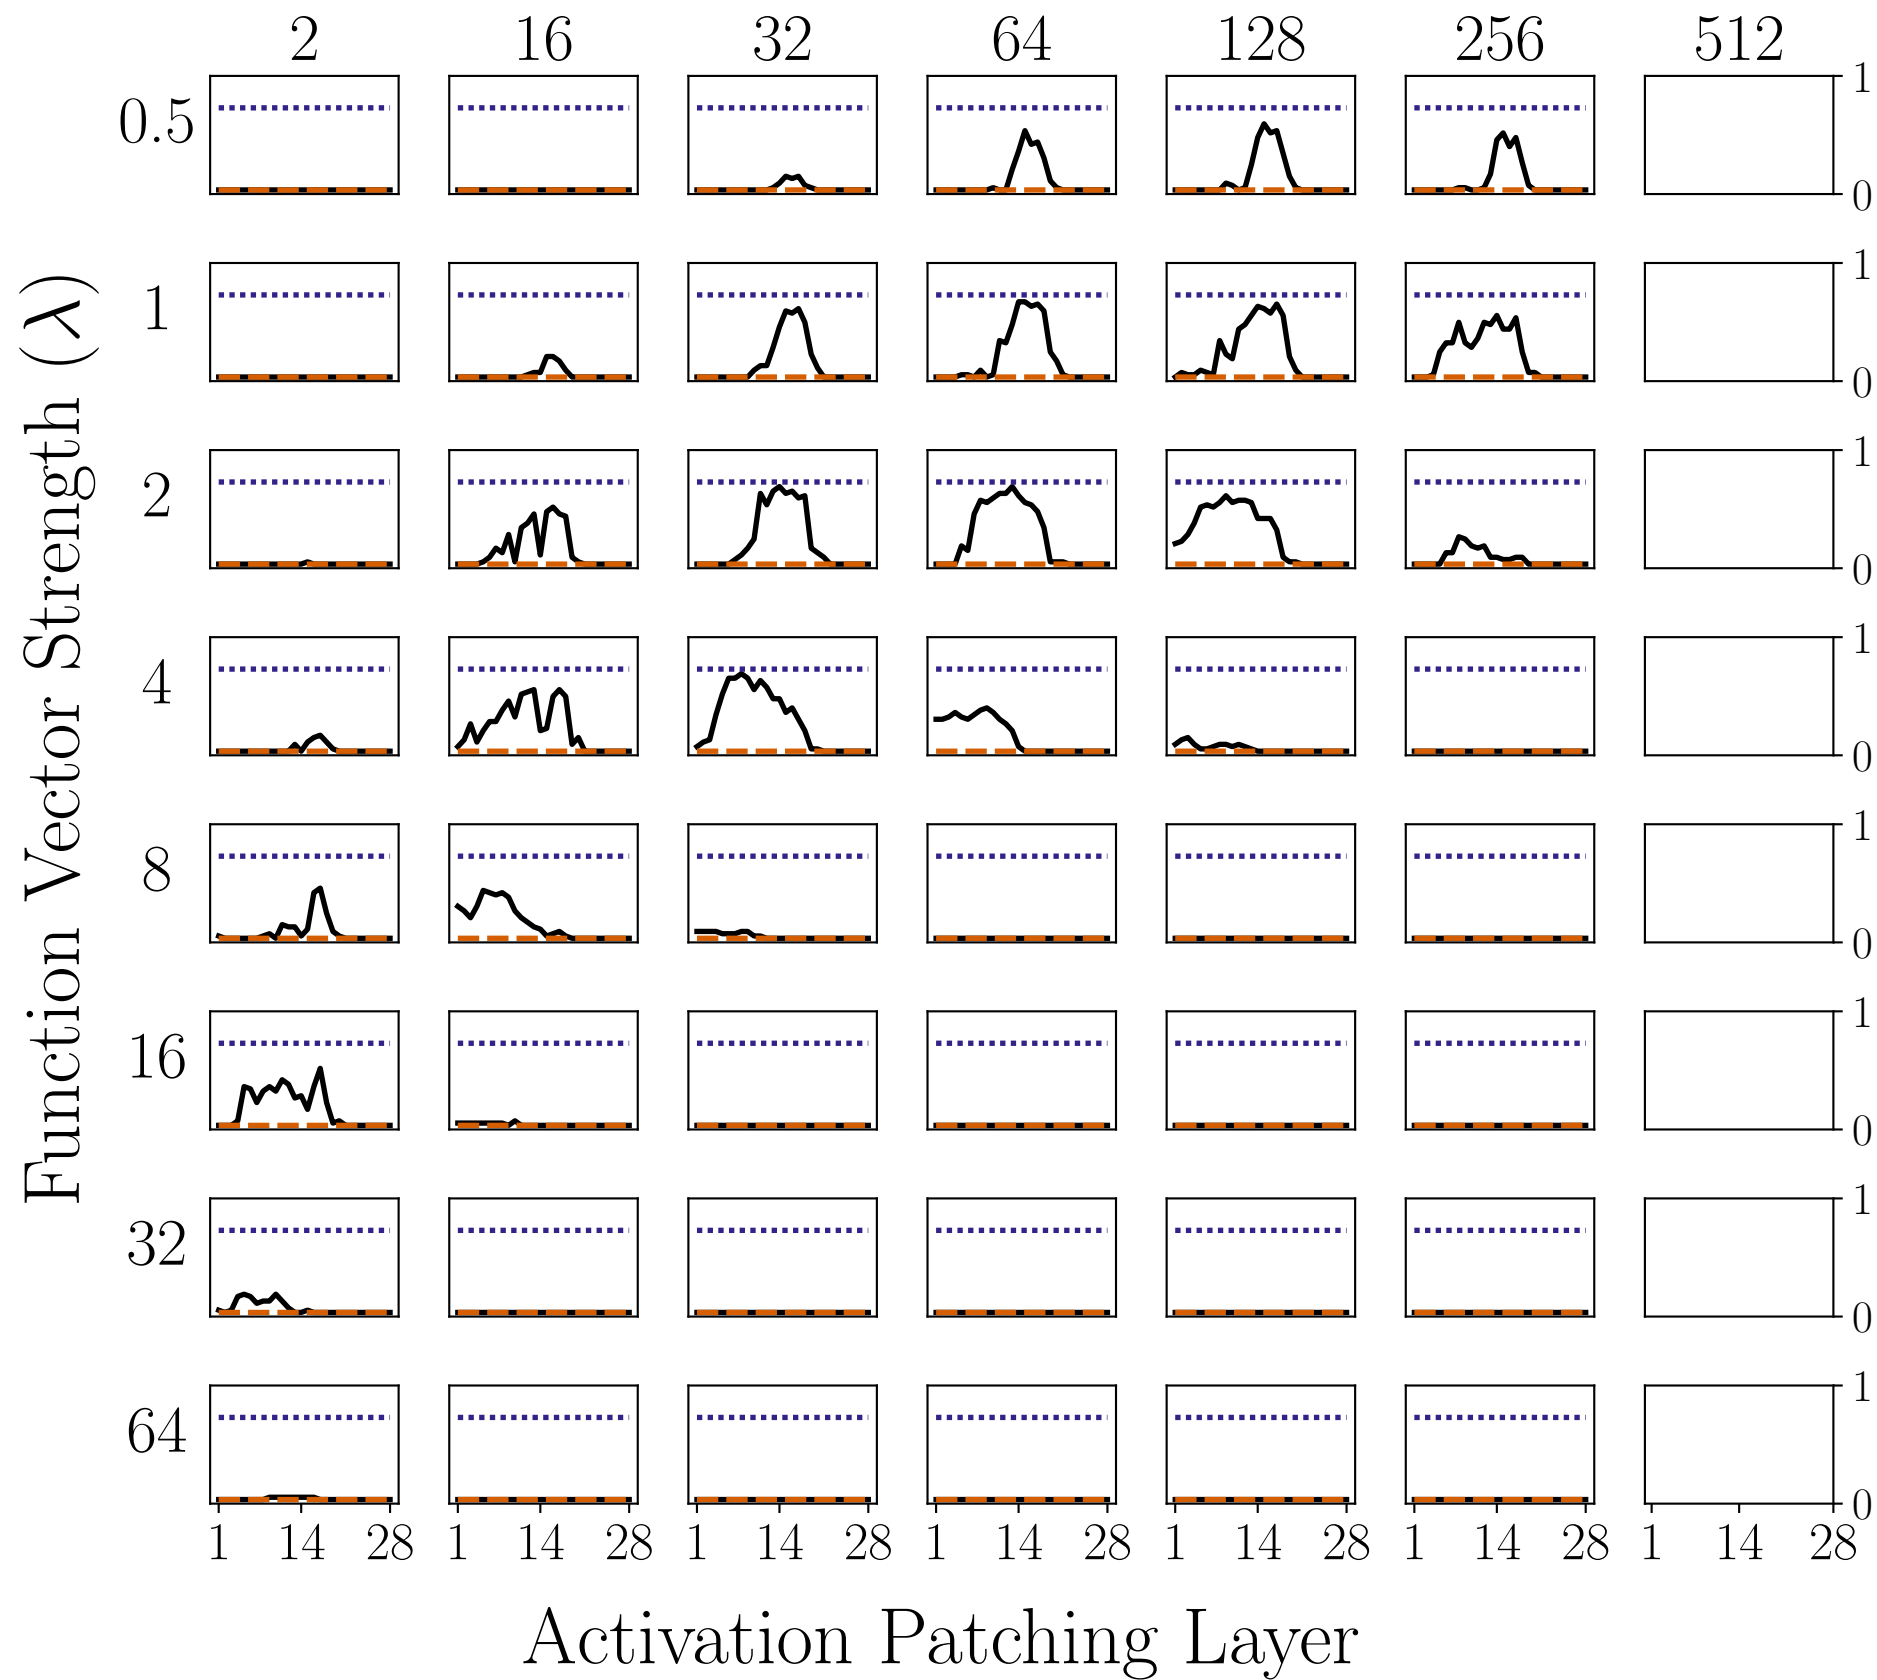 2 16 32 64 128 256 512
0.5 1 0
1 1 0
2 1 0
4 1 0
8 1 0
16 1 0
32 1 0
64 1 0
1 14 28 1 14 28 1 14 28 1 14 28 1 14 28 1 14 28 1 14 28
Function Vector Strength (λ)
Activation Patching Layer